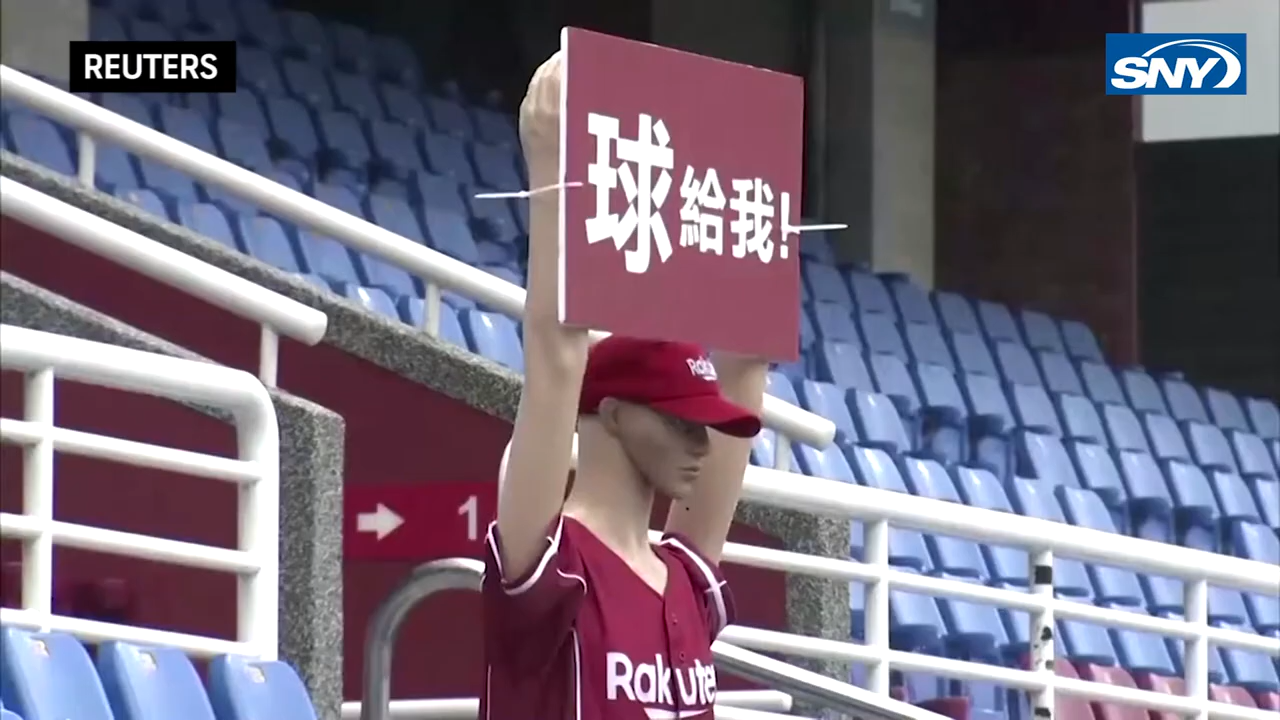 REUTERS
SNY
球給我!
Rakuten
1
Rakuten